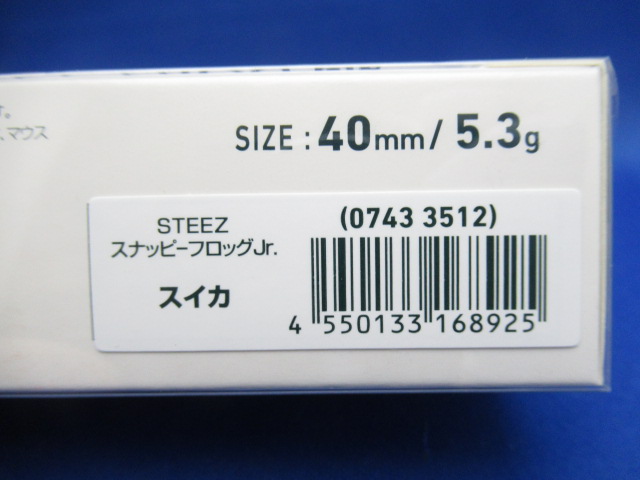 す。
、マウス
SIZE : 40mm / 5.3g
STEEZ
スナッピーフロッグJr.
スイカ
(0743 3512)
4 550133 168925